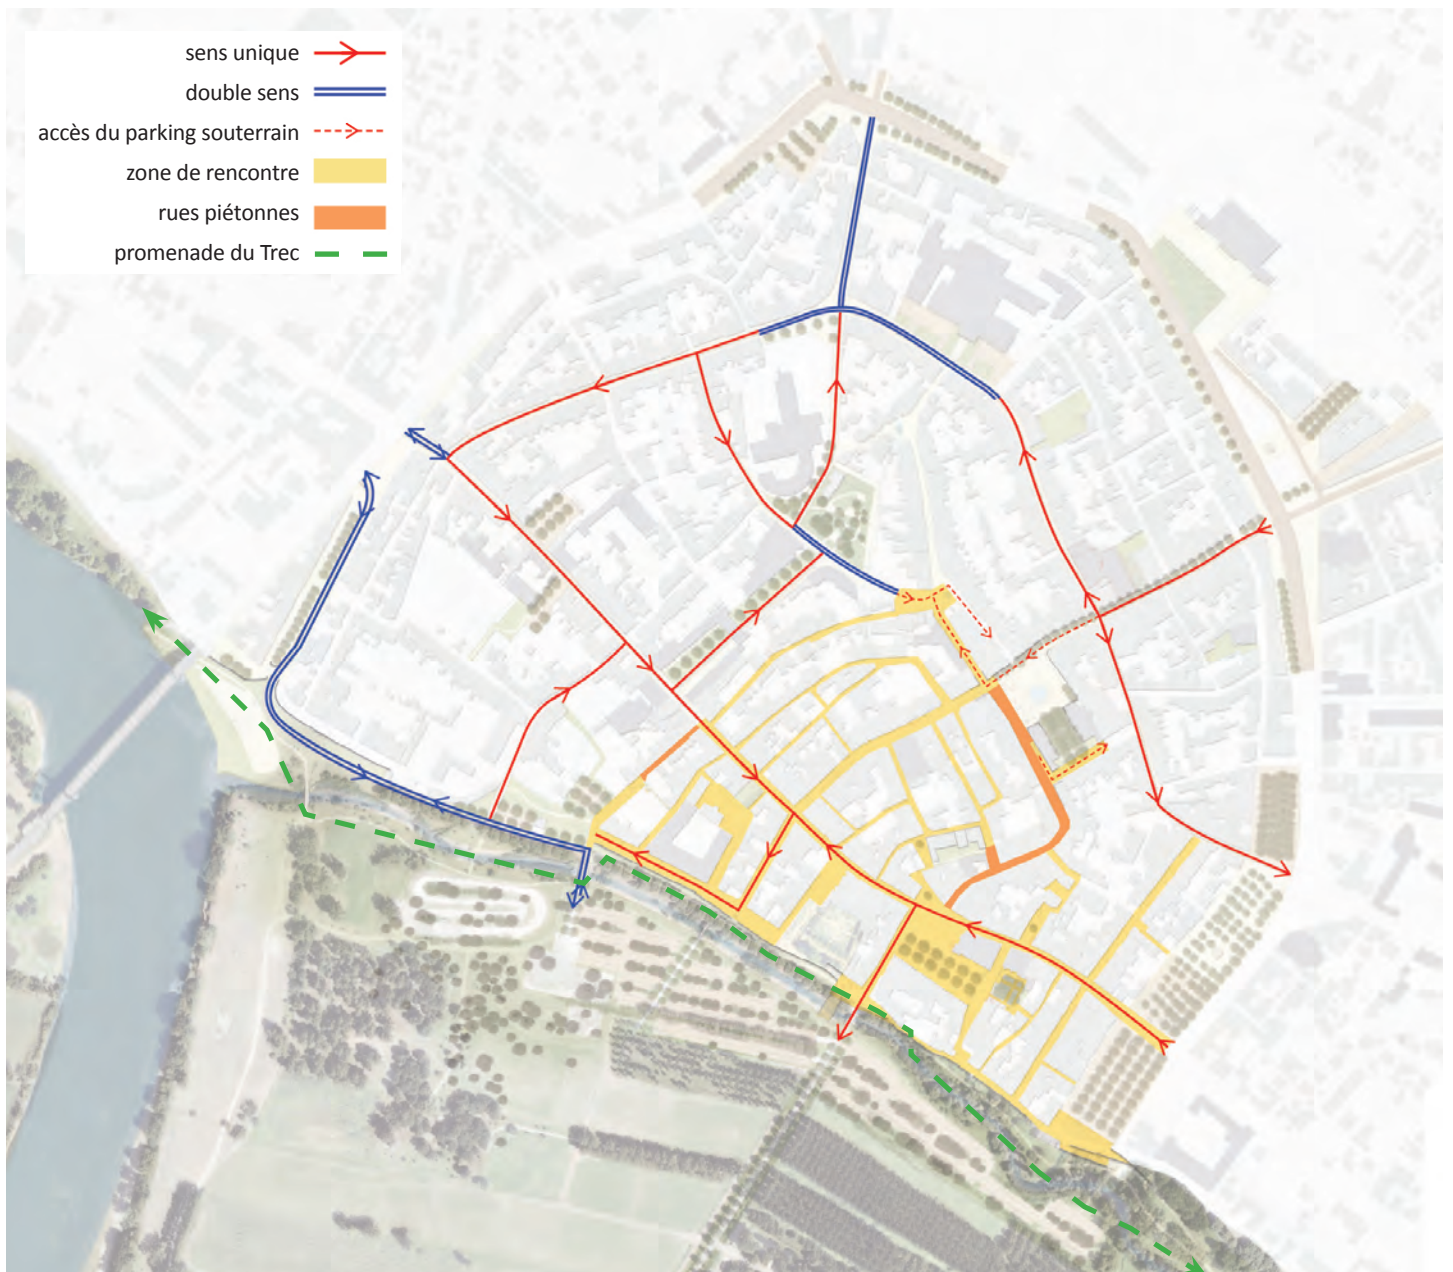 sens unique
double sens
accès du parking souterrain
zone de rencontre
rues piétonnes
promenade du Trec